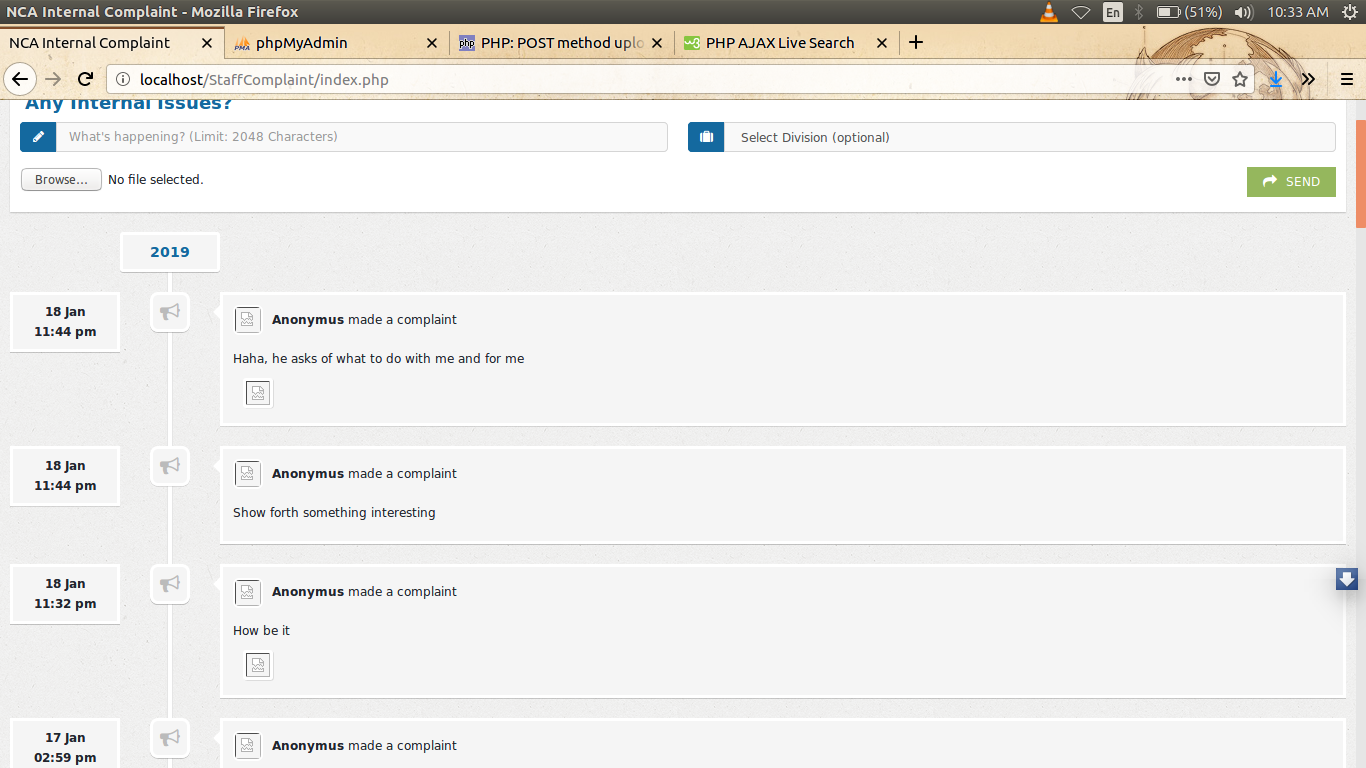 NCA Internal Complaint - Mozilla Firefox
En
(51%)
10:33 AM
NCA Internal Complaint
PMA
phpMyAdmin
php
PHP: POST method uplo
w3
PHP AJAX Live Search
localhost/StaffComplaint/index.php
Any Internal Issues?
What's happening? (Limit: 2048 Characters)
Select Division (optional)
Browse...
No file selected.
SEND
2019
18 Jan
11:44 pm
Anonymus made a complaint
Haha, he asks of what to do with me and for me
18 Jan
11:44 pm
Anonymus made a complaint
Show forth something interesting
18 Jan
11:32 pm
Anonymus made a complaint
How be it
17 Jan
02:59 pm
Anonymus made a complaint